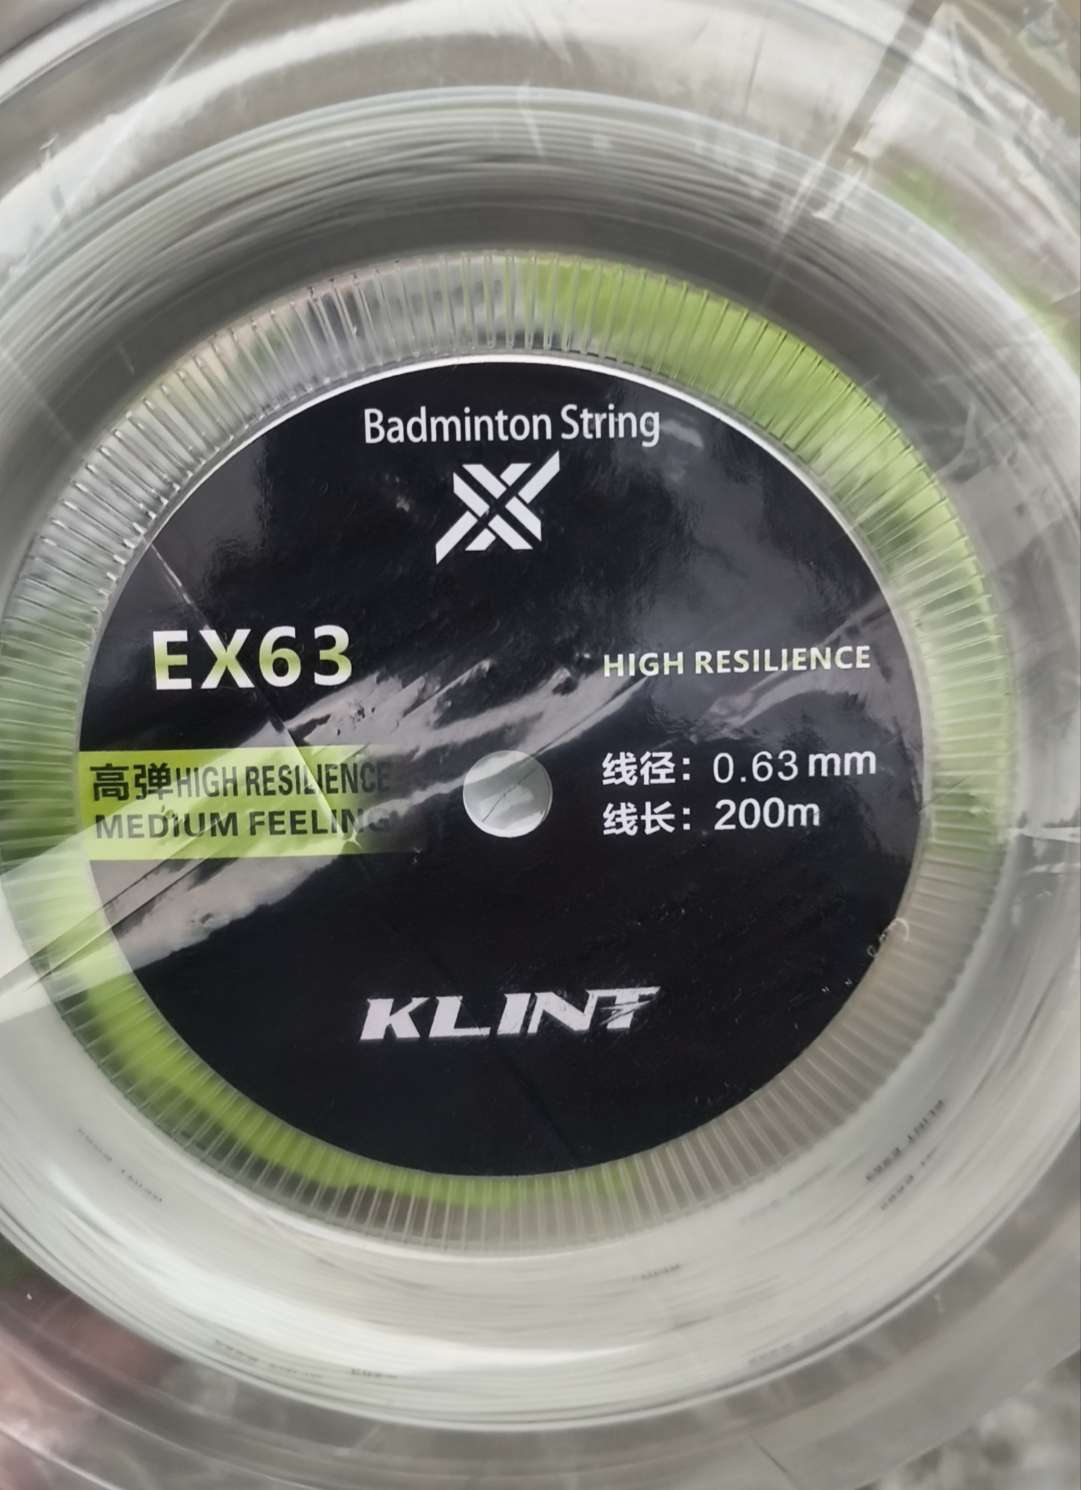 Badminton String
EX63
高弹HIGH RESILIENCE
MEDIUM FEELING
HIGH RESILIENCE
线径：0.63mm
线长：200m
KLINT